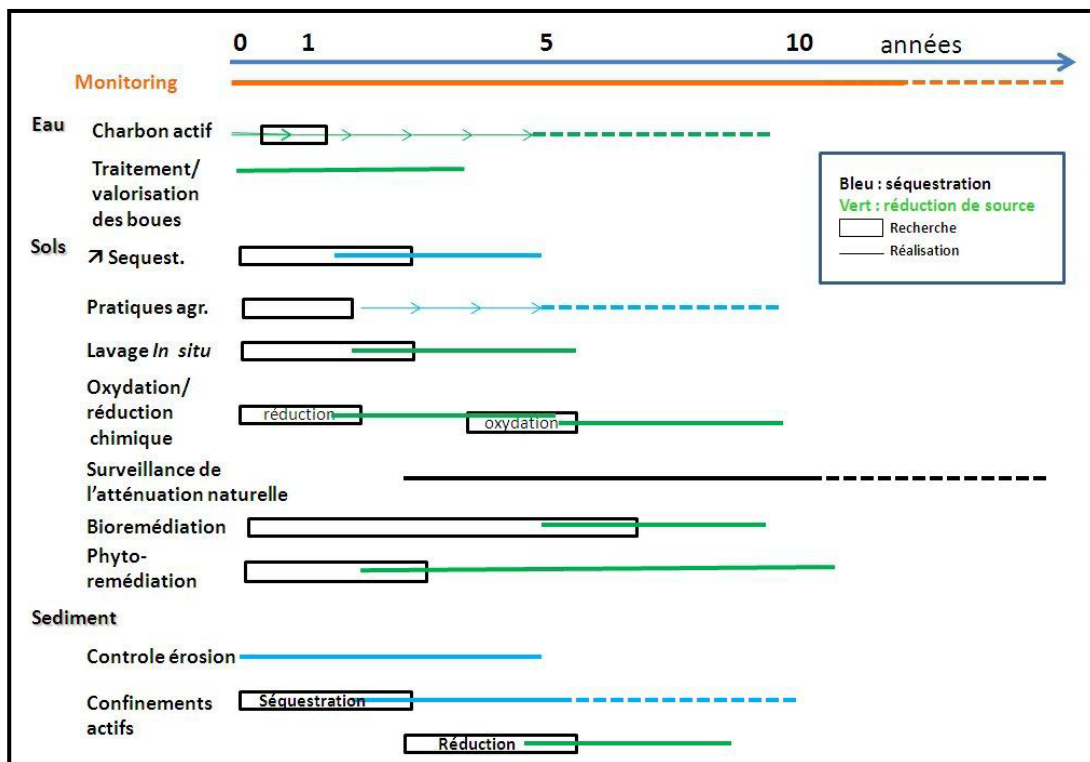 0 1 5 10 années
Monitoring
Eau Charbon actif
Traitement/
valorisation
des boues
Bleu : séquestration
Vert : réduction de source
Recherche
Réalisation
Sols ↗ Sequest.
Pratiques agr.
Lavage In situ
Oxydation/
réduction
chimique
réduction
oxydation
Surveillance de
l'atténuation naturelle
Bioremédiation
Phyto-
remédiation
Sediment
Controle érosion
Confinements
actifs
Séquestration
Réduction